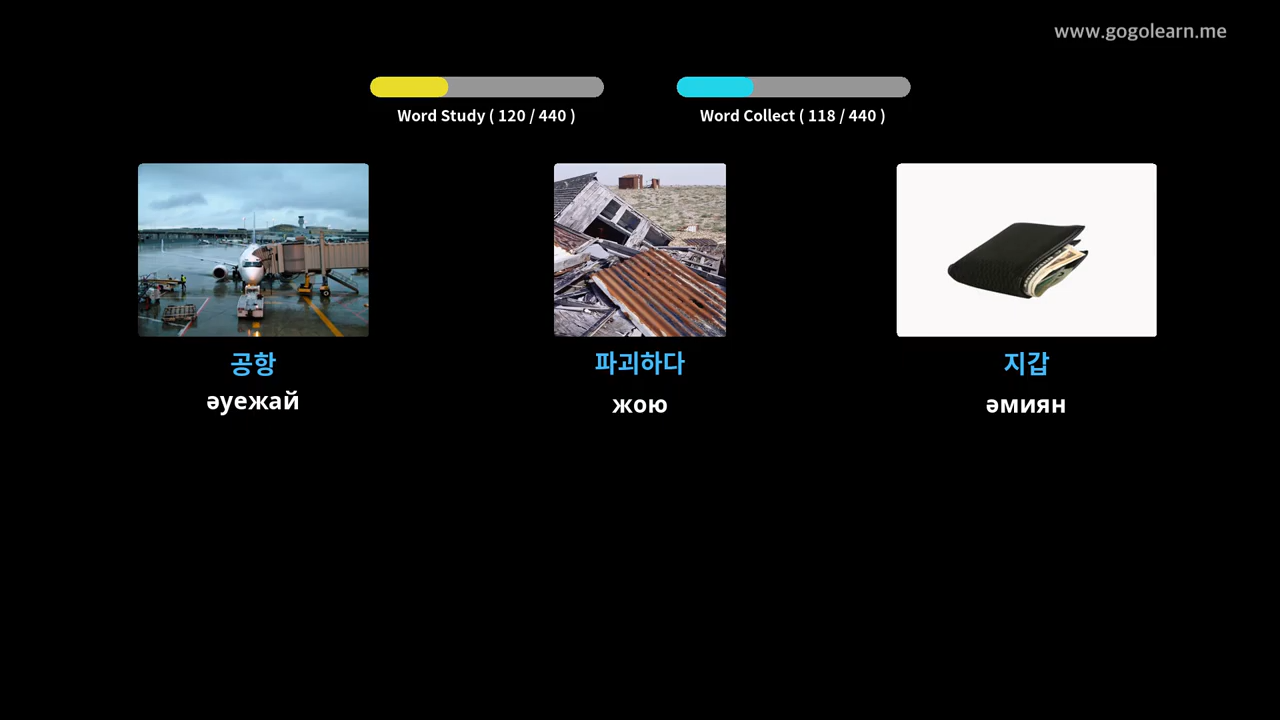 www.gogolearn.me
Word Study ( 120 / 440 )
Word Collect ( 118 / 440 )
공항
파괴하다
지갑
әуежай
жою
әмиян